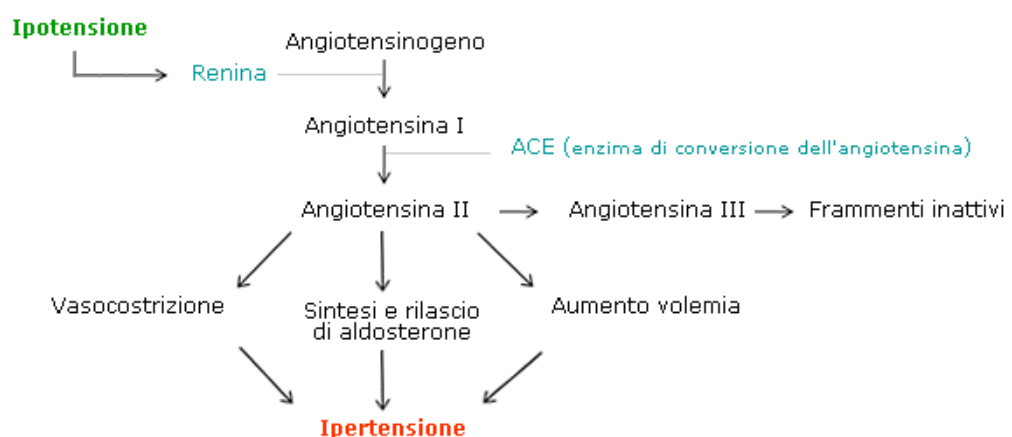 Ipotensione
Angiotensinogeno
Renina
Angiotensina I
ACE (enzima di conversione dell'angiotensina)
Angiotensina II
Angiotensina III
Frammenti inattivi
Vasocostrizione
Sintesi e rilascio
di aldosterone
Aumento volemia
Ipertensione